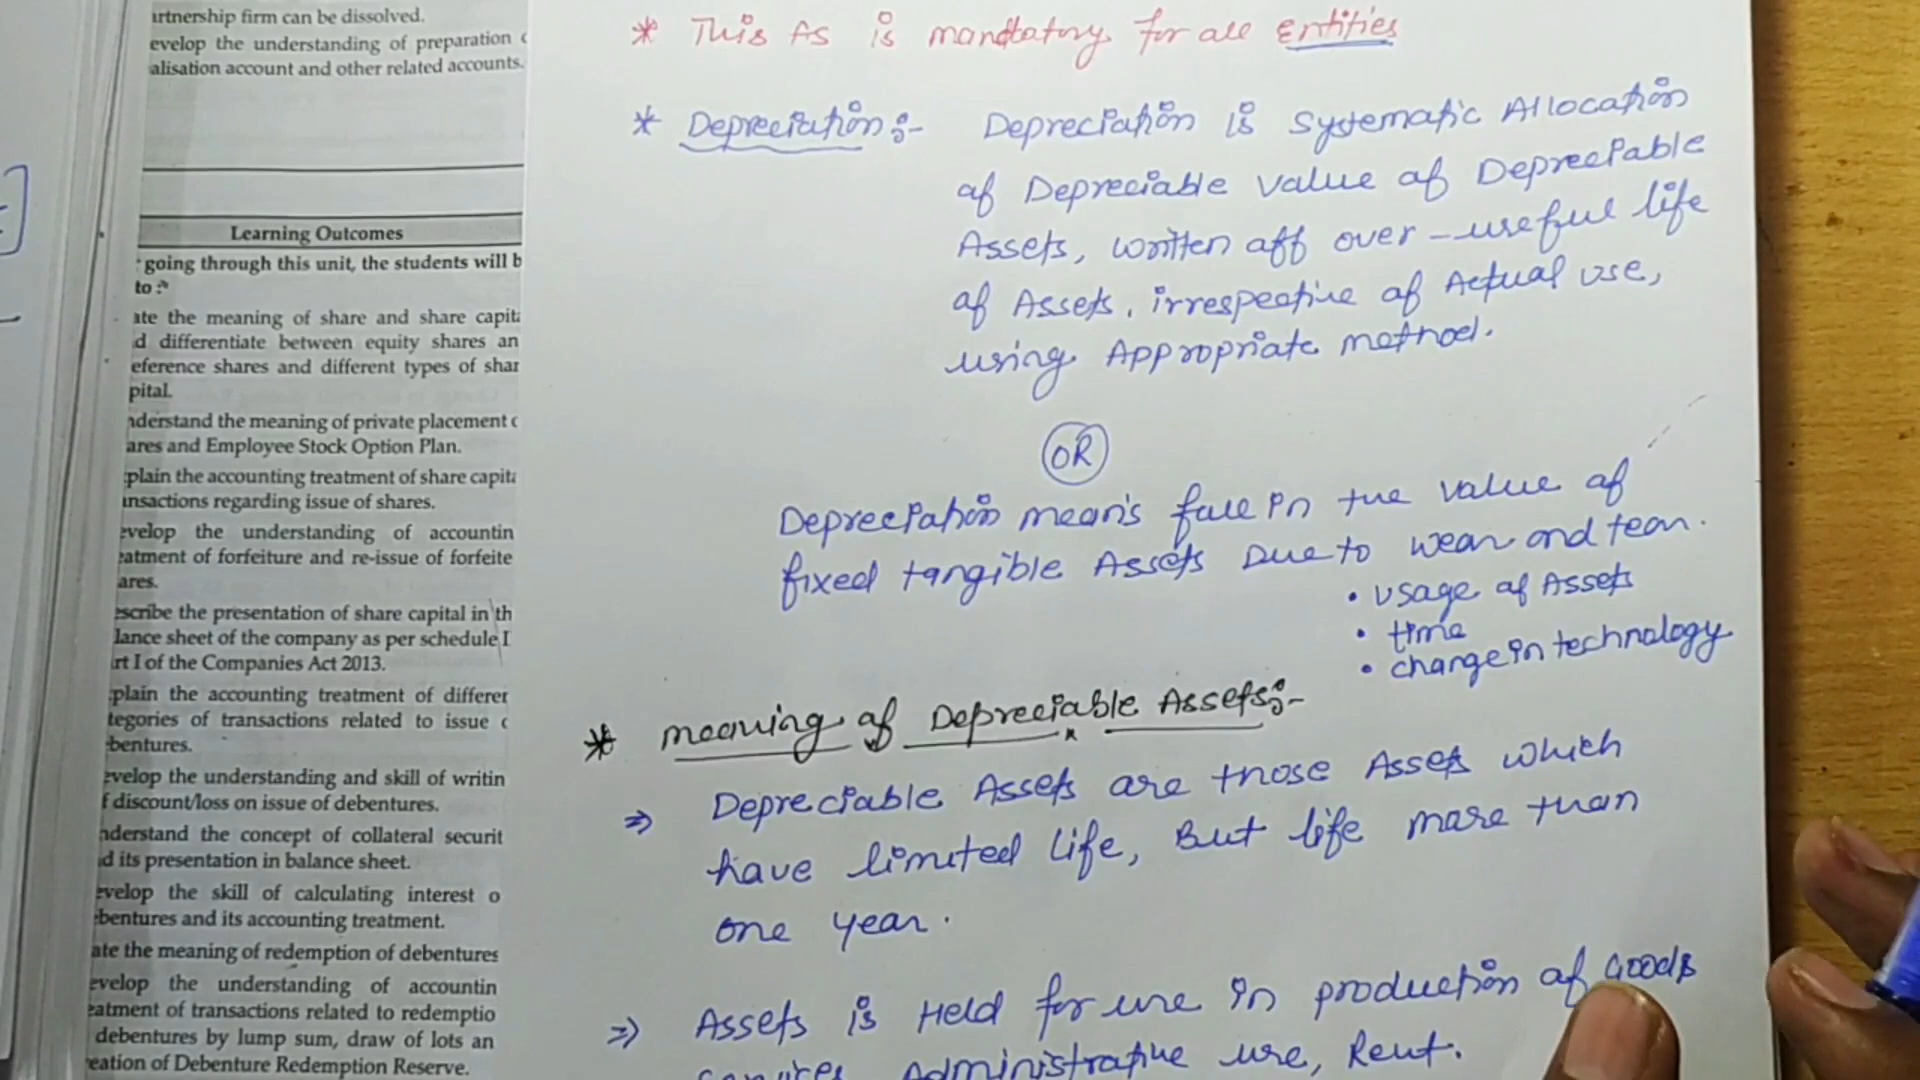 artnership firm can be dissolved.
evelop the understanding of preparation
alisation account and other related accounts.
Learning Outcomes
going through this unit, the students will b
to :
ate the meaning of share and share capita
d differentiate between equity shares an
eference shares and different types of shar
pital.
nderstand the meaning of private placement o
ares and Employee Stock Option Plan.
plain the accounting treatment of share capita
ansactions regarding issue of shares.
evelop the understanding of accountin
eatment of forfeiture and re-issue of forfeite
ares.
escribe the presentation of share capital in th
lance sheet of the company as per schedule I
rt I of the Companies Act 2013.
plain the accounting treatment of differer
tegories of transactions related to issue o
bentures.
evelop the understanding and skill of writin
f discount/loss on issue of debentures.
nderstand the concept of collateral securit
d its presentation in balance sheet.
evelop the skill of calculating interest o
bentures and its accounting treatment.
ate the meaning of redemption of debentures
evelop the understanding of accountin
eatment of transactions related to redemptio
debentures by lump sum, draw of lots an
reation of Debenture Redemption Reserve.
* This As is mandatory for all Entities
* Depreciation :- Depreciation is Systematic Allocation
of Depreciable value of Depreciable
Assets, written off over - useful life
of Assets, irrespective of Actual use,
using Appropriate method.
OR
Depreciation mean's fall in the value of
fixed tangible Assets Due to wear and tear.
• usage of Assets
• time
• change in technology
* meaning of Depreciable Assets :-
⇒ Depreciable Assets are those Assets which
have limited life, But life more than
one year.
⇒ Assets is Held for use in production of Goods
Services, Administrative use, Rent.